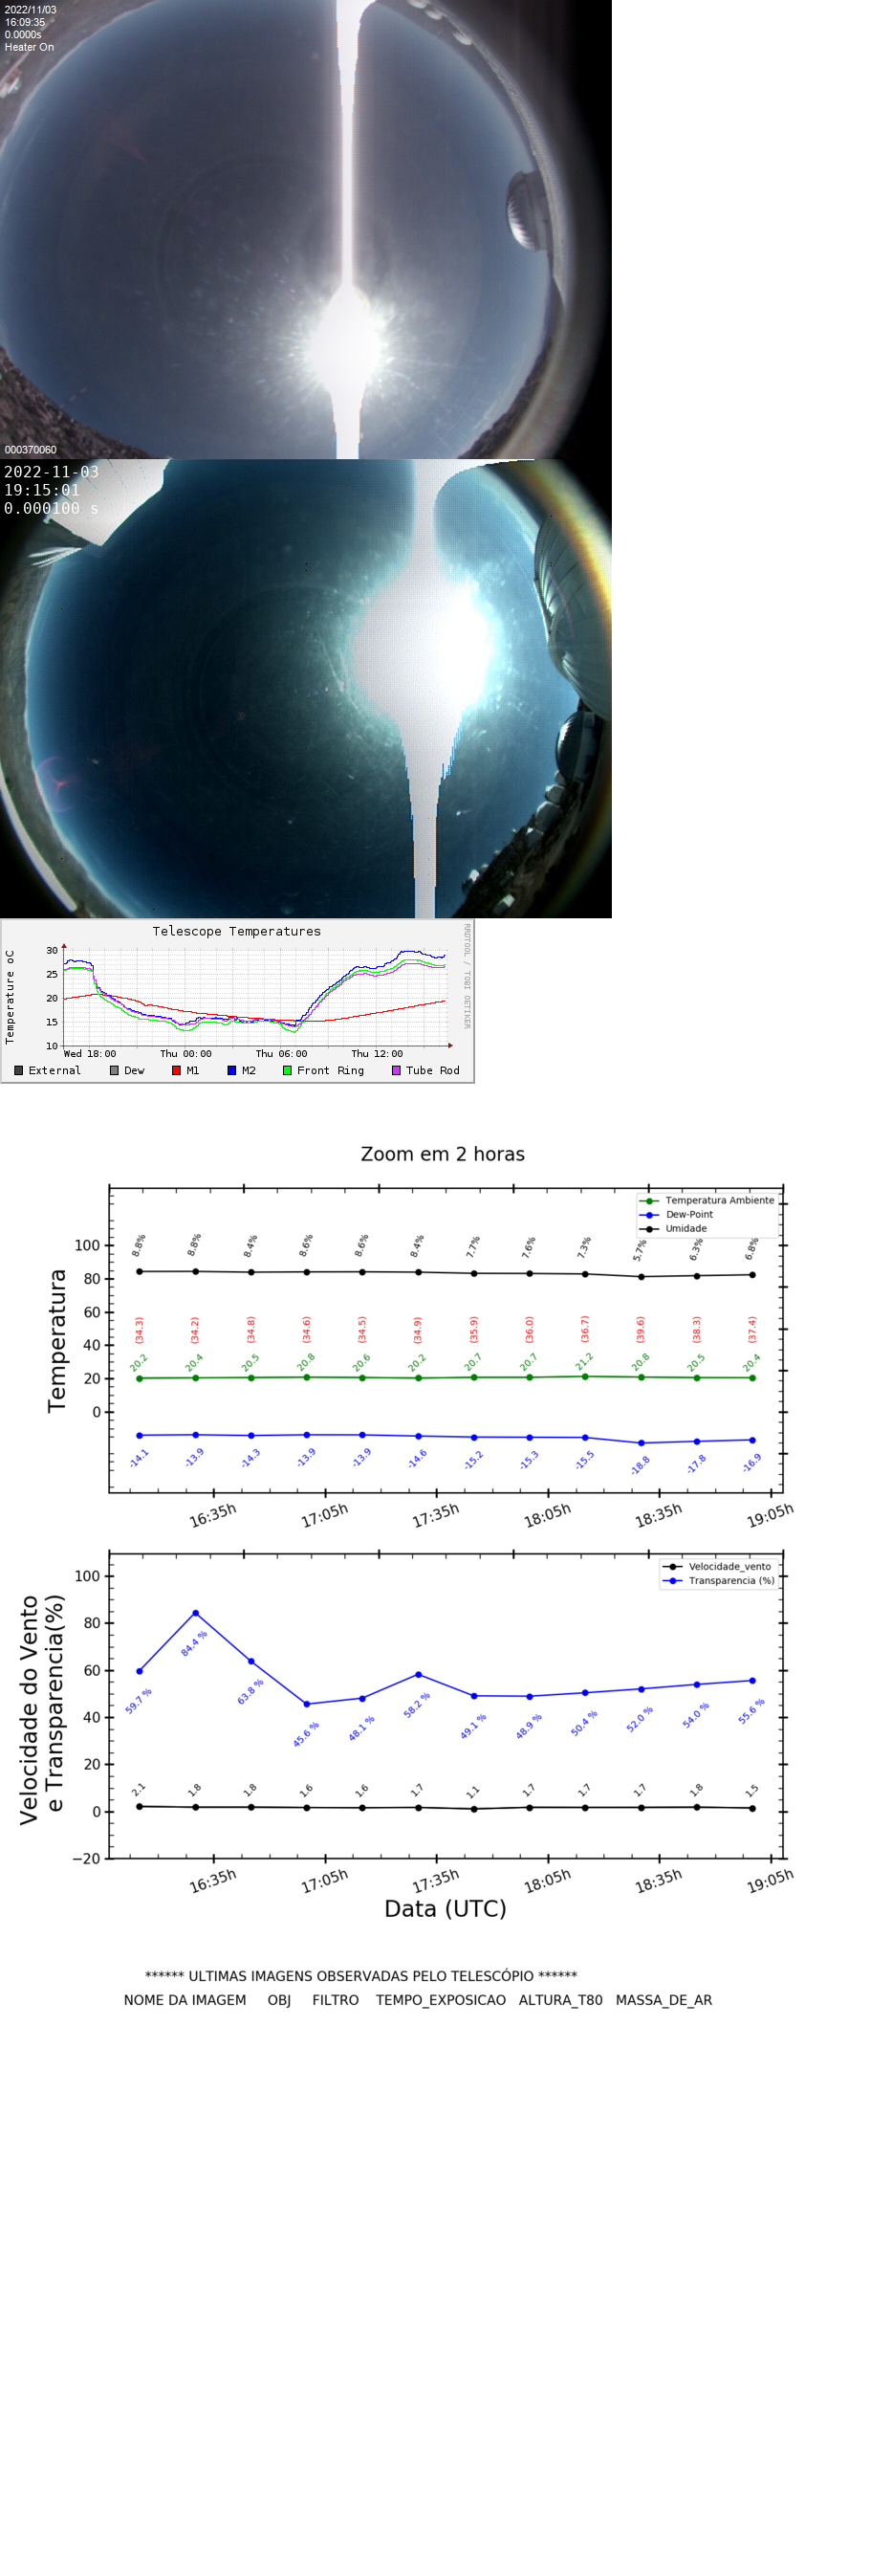 2022/11/03
16:09:35
0.0000s
Heater On
000370060
2022-11-03
19:15:01
0.000100 s
Telescope Temperatures
RRDTOOL / TOBI OETIKER
Temperature oC
30
25
20
15
10
Wed 18:00 Thu 00:00 Thu 06:00 Thu 12:00
External Dew M1 M2 Front Ring Tube Rod
Zoom em 2 horas
Temperatura Ambiente
Dew-Point
Umidade
Temperatura
100
80
60
40
20
0
8.8% 8.8% 8.4% 8.6% 8.6% 8.4% 7.7% 7.6% 7.3% 5.7% 6.3% 6.8%
(34.3) (34.2) (34.8) (34.6) (34.5) (34.9) (35.9) (36.0) (36.7) (39.6) (38.3) (37.4)
20.2 20.4 20.5 20.8 20.6 20.2 20.7 20.7 21.2 20.8 20.5 20.4
-14.1 -13.9 -14.3 -13.9 -13.9 -14.6 -15.2 -15.3 -15.5 -18.8 -17.8 -16.9
16:35h 17:05h 17:35h 18:05h 18:35h 19:05h
Velocidade_vento
Transparencia (%)
Velocidade do Vento
e Transparencia(%)
100
80
60
40
20
0
−20
59.7 % 84.4 % 63.8 % 45.6 % 48.1 % 58.2 % 49.1 % 48.9 % 50.4 % 52.0 % 54.0 % 55.6 %
2.1 1.8 1.8 1.6 1.6 1.7 1.1 1.7 1.7 1.7 1.8 1.5
16:35h 17:05h 17:35h 18:05h 18:35h 19:05h
Data (UTC)
****** ULTIMAS IMAGENS OBSERVADAS PELO TELESCÓPIO ******
NOME DA IMAGEM OBJ FILTRO TEMPO_EXPOSICAO ALTURA_T80 MASSA_DE_AR